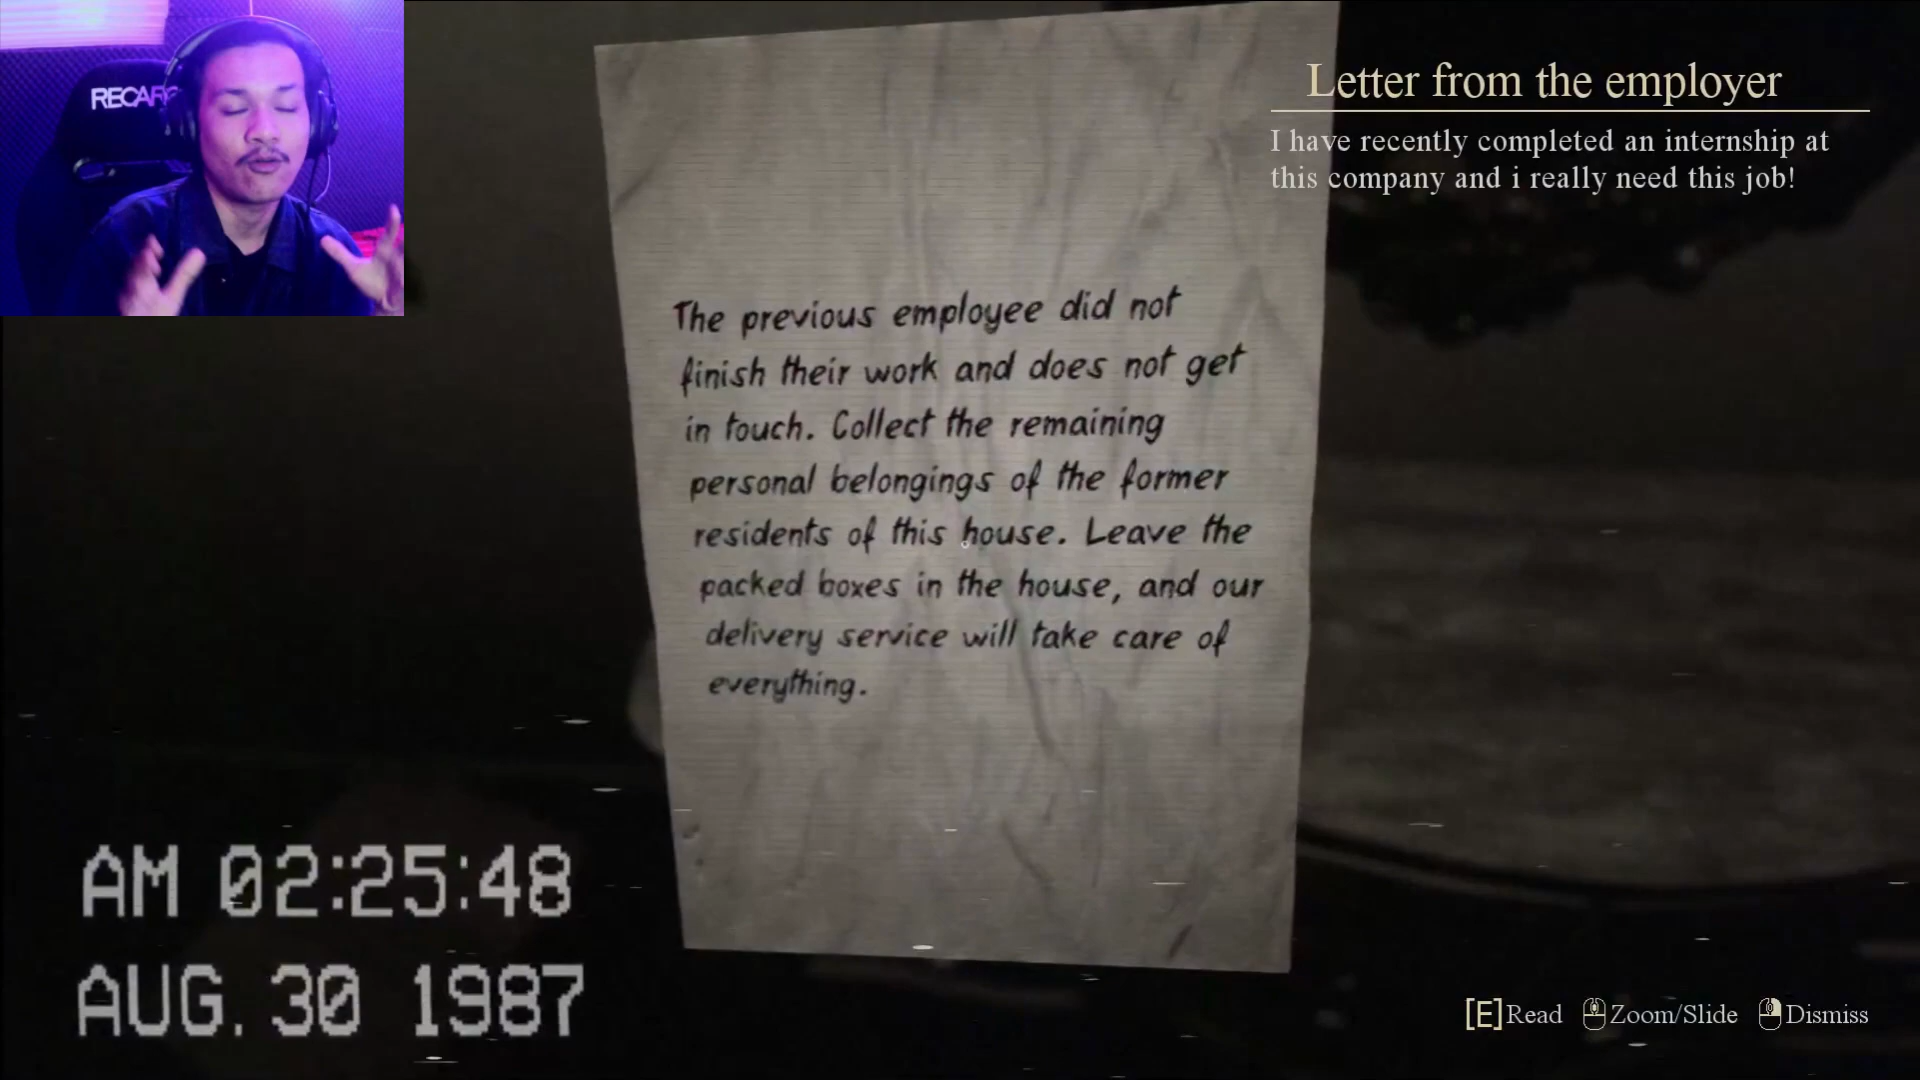 RECAR
Letter from the employer
I have recently completed an internship at
this company and i really need this job!
The previous employee did not
finish their work and does not get
in touch. Collect the remaining
personal belongings of the former
residents of this house. Leave the
packed boxes in the house, and our
delivery service will take care of
everything.
AM 02:25:48
AUG. 30 1987
[E]Read Zoom/Slide Dismiss